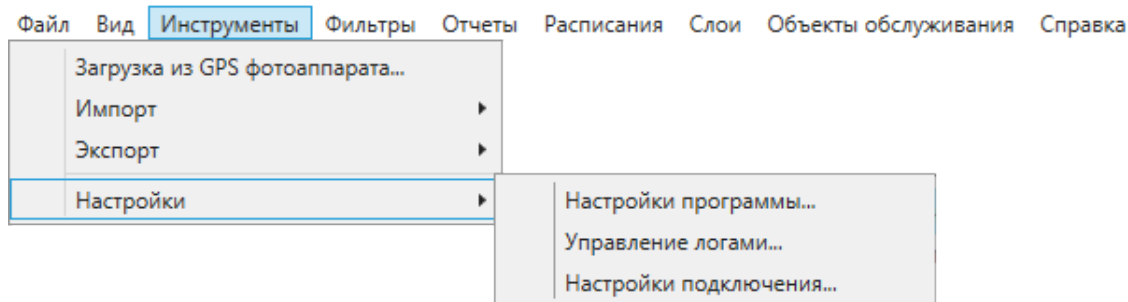 Файл Вид Инструменты Фильтры Отчеты Расписания Слои Объекты обслуживания Справка
Загрузка из GPS фотоаппарата...
Импорт
Экспорт
Настройки
Настройки программы...
Управление логами...
Настройки подключения...